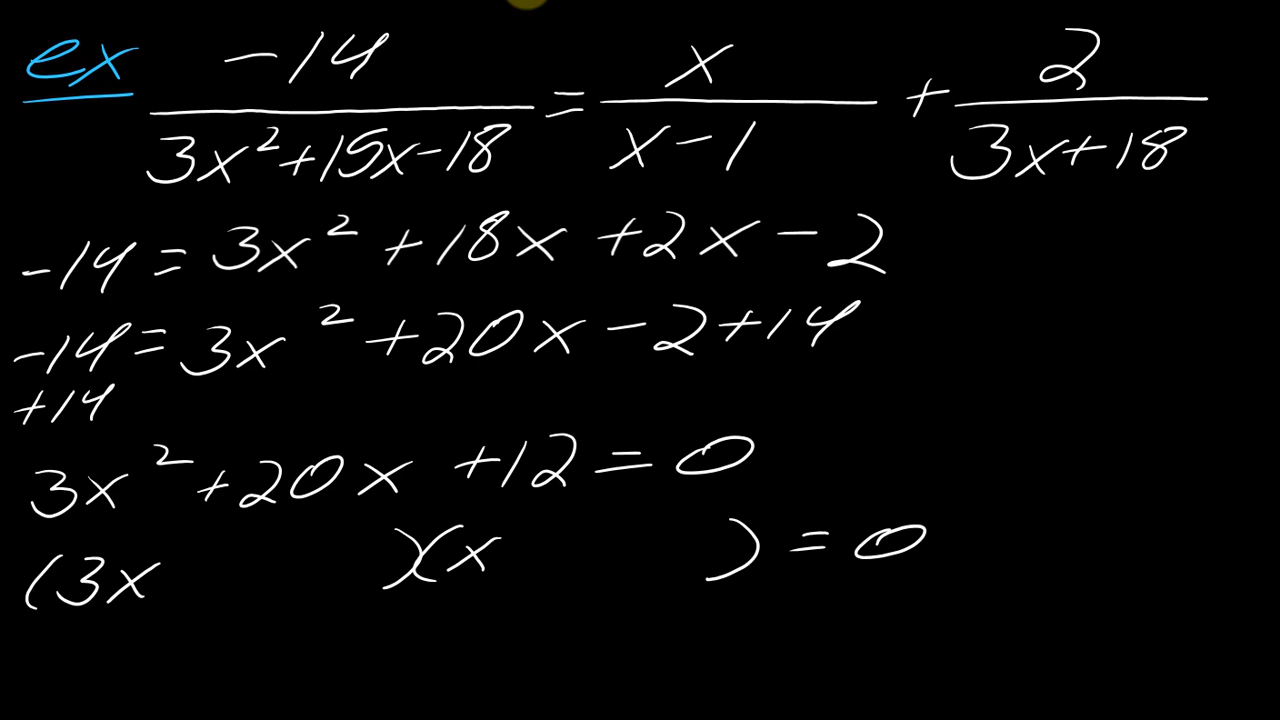 ex -14/(3x²+15x-18) = x/(x-1) + 2/(3x+18)
-14 = 3x² + 18x + 2x - 2
-14 = 3x² + 20x - 2 + 14
+14
3x² + 20x + 12 = 0
(3x )(x ) = 0